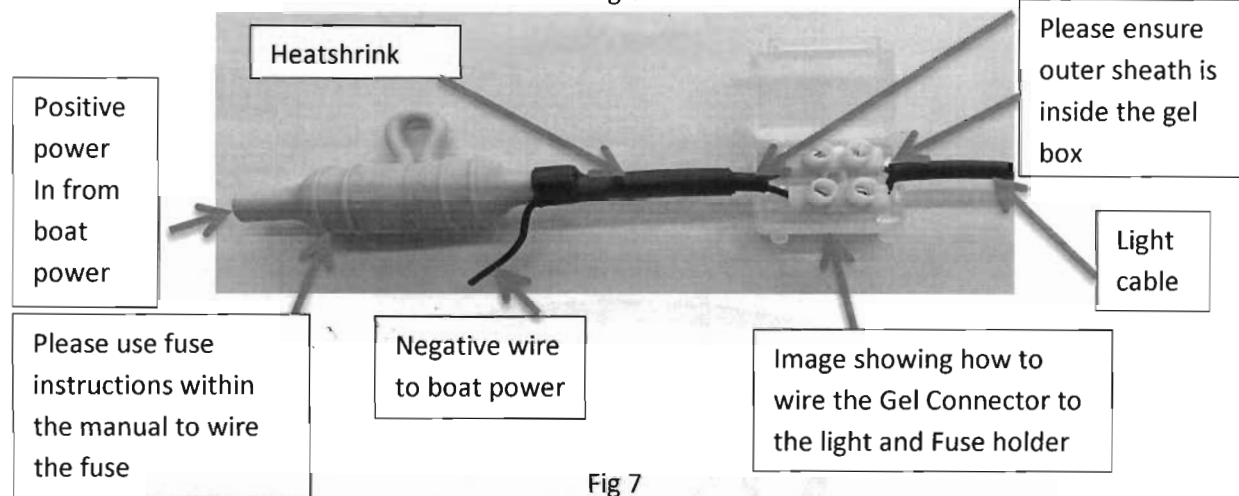 Heatshrink
Please ensure
outer sheath is
inside the gel
box
Positive
power
In from
boat
power
Light
cable
Please use fuse
instructions within
the manual to wire
the fuse
Negative wire
to boat power
Image showing how to
wire the Gel Connector to
the light and Fuse holder
Fig 7